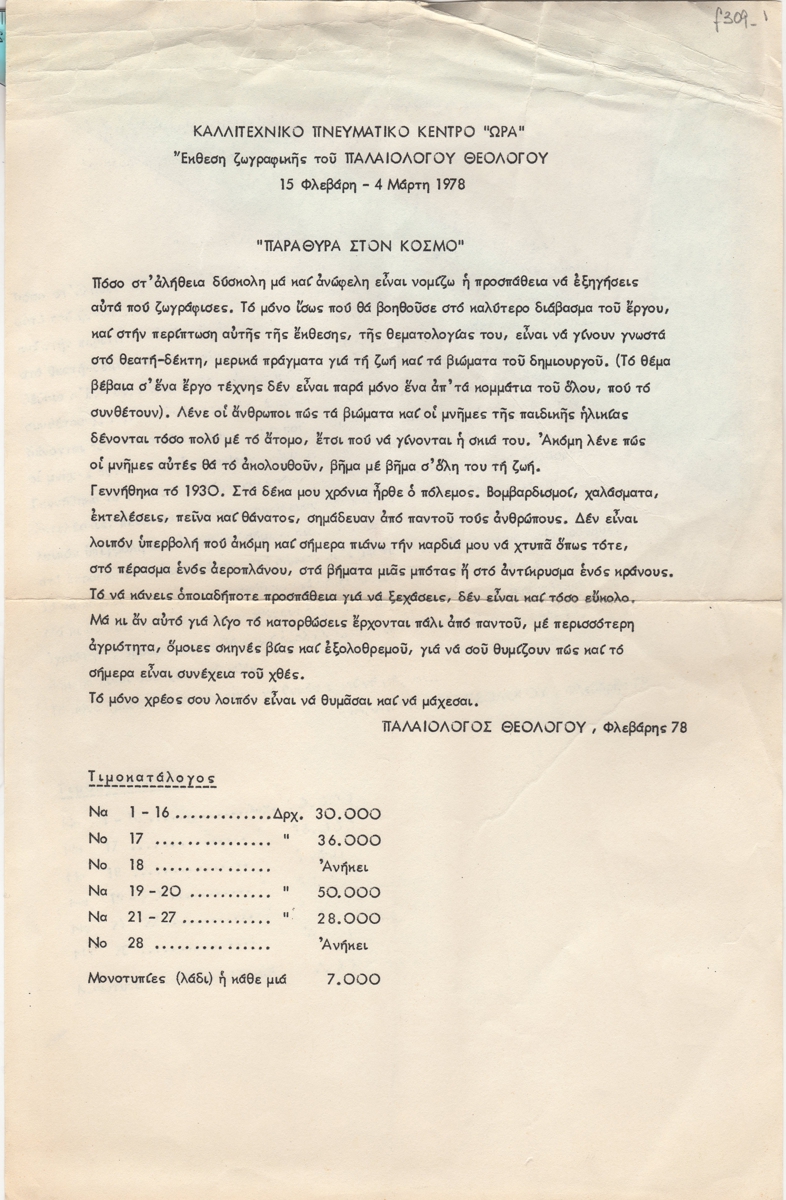 f309_1
ΚΑΛΛΙΤΕΧΝΙΚΟ ΠΝΕΥΜΑΤΙΚΟ ΚΕΝΤΡΟ "ΩΡΑ"
Ἔκθεση ζωγραφικῆς τοῦ ΠΑΛΑΙΟΛΟΓΟΥ ΘΕΟΛΟΓΟΥ
15 Φλεβάρη - 4 Μάρτη 1978
"ΠΑΡΑΘΥΡΑ ΣΤΟΝ ΚΟΣΜΟ"
Πόσο στ'ἀλήθεια δύσκολη μά καί ἀνώφελη εἶναι νομίζω ἡ προσπάθεια νά ἐξηγήσεις
αὐτά πού ζωγράφισες. Τό μόνο ἴσως πού θά βοηθοῦσε στό καλύτερο διάβασμα τοῦ ἔργου,
καί στήν περίπτωση αὐτῆς τῆς ἔκθεσης, τῆς θεματολογίας του, εἶναι νά γίνουν γνωστά
στό θεατή-δέκτη, μερικά πράγματα γιά τή ζωή καί τά βιώματα τοῦ δημιουργοῦ. (Τό θέμα
βέβαια σ'ἕνα ἔργο τέχνης δέν εἶναι παρά μόνο ἕνα ἀπ'τά κομμάτια τοῦ ὅλου, πού τό
συνθέτουν). Λένε οἱ ἄνθρωποι πώς τά βιώματα καί οἱ μνῆμες τῆς παιδικῆς ἡλικίας
δένονται τόσο πολύ μέ τό ἄτομο, ἔτσι πού νά γίνονται ἡ σκιά του. Ἀκόμη λένε πώς
οἱ μνῆμες αὐτές θά τό ἀκολουθοῦν, βῆμα μέ βῆμα σ'ὅλη του τή ζωή.
Γεννήθηκα τό 1930. Στά δέκα μου χρόνια ἦρθε ὁ πόλεμος. Βομβαρδισμοί, χαλάσματα,
ἐκτελέσεις, πεῖνα καί θάνατος, σημάδευαν ἀπό παντοῦ τούς ἀνθρώπους. Δέν εἶναι
λοιπόν ὑπερβολή πού ἀκόμη καί σήμερα πιάνω τήν καρδιά μου νά χτυπᾶ ὅπως τότε,
στό πέρασμα ἑνός ἀεροπλάνου, στά βήματα μιᾶς μπότας ἤ στό ἀντίκρυσμα ἑνός κράνους.
Τό νά κάνεις ὁποιαδήποτε προσπάθεια γιά νά ξεχάσεις, δέν εἶναι καί τόσο εὔκολο.
Μά κι ἄν αὐτό γιά λίγο τό κατορθώσεις ἔρχονται πάλι ἀπό παντοῦ, μέ περισσότερη
ἀγριότητα, ὅμοιες σκηνές βίας καί ἐξολοθρεμοῦ, γιά νά σοῦ θυμίζουν πώς καί τό
σήμερα εἶναι συνέχεια τοῦ χθές.
Τό μόνο χρέος σου λοιπόν εἶναι νά θυμᾶσαι καί νά μάχεσαι.
ΠΑΛΑΙΟΛΟΓΟΣ ΘΕΟΛΟΓΟΥ, Φλεβάρης 78
Τιμοκατάλογος
Να 1 - 16 .............Δρχ. 30.000
Νο 17 ............... " 36.000
Νο 18 ............... Ἀνήκει
Να 19 - 20 ........... " 50.000
Να 21 - 27 ............ " 28.000
Νο 28 ............... Ἀνήκει
Μονοτυπίες (λάδι) ἡ κάθε μιά 7.000